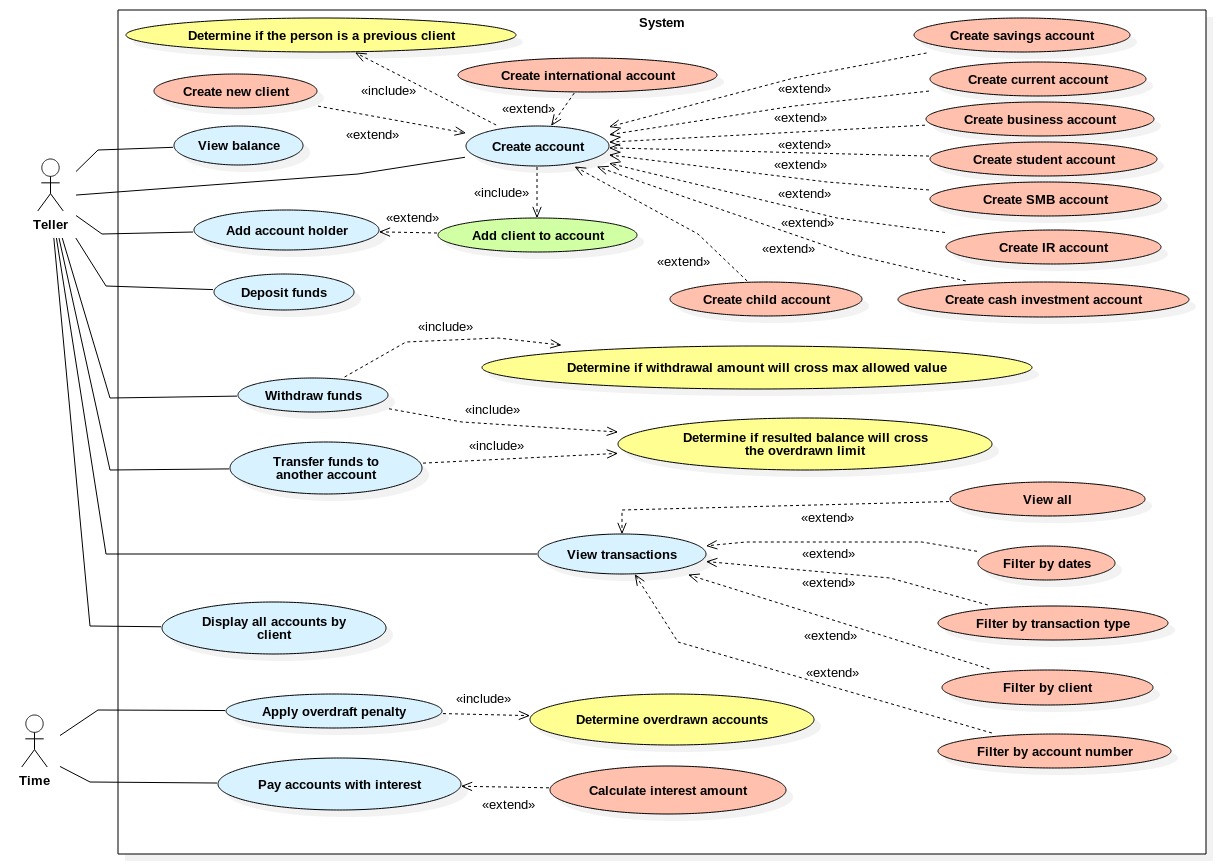 System
Determine if the person is a previous client
Create savings account
Create international account
Create current account
Create new client
«include»
«extend»
«extend»
«extend»
Create business account
«extend»
«extend»
View balance
Create account
«extend»
Create student account
«extend»
«include»
«extend»
Create SMB account
Teller
Add account holder
«extend»
Add client to account
«extend»
«extend»
Create IR account
«extend»
Deposit funds
Create child account
Create cash investment account
«include»
Determine if withdrawal amount will cross max allowed value
Withdraw funds
«include»
Determine if resulted balance will cross
the overdrawn limit
«include»
Transfer funds to
another account
View all
«extend»
View transactions
«extend»
Filter by dates
«extend»
Filter by transaction type
Display all accounts by
client
«extend»
«extend»
Filter by client
«include»
Apply overdraft penalty
Determine overdrawn accounts
Filter by account number
Time
Pay accounts with interest
Calculate interest amount
«extend»